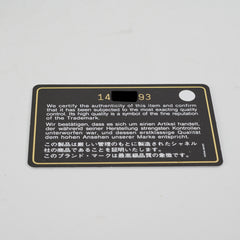 14 93
We certify the authenticity of this item and confirm
that it has been subjected to the most exacting quality
control. Its quality is a symbol of the fine reputation
of the Trademark.
Wir bestätigen, dass es sich um einen Artikel handelt,
der während seiner Herstellung strengsten Kontrollen
unterworfen war, und dessen erstklassige Qualität
dem hohen Ansehen unserer Marke entspricht.
この製品は厳しい管理のもとに造られたシャネル
社の精品であることを証明いたします。
このブランド・マークは最高級品質の象徴です。